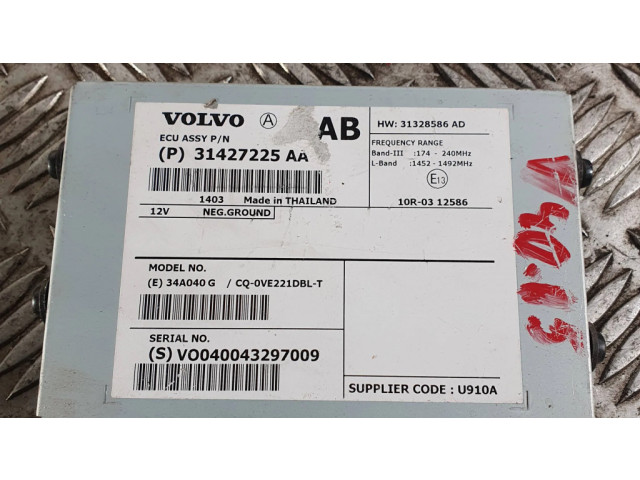 VOLVO A AB
ECU ASSY P/N
(P) 31427225 AA
1403 Made in THAILAND
12V NEG.GROUND
HW: 31328586 AD
FREQUENCY RANGE
Band-III :174 - 240MHz
L-Band :1452 - 1492MHz
E13
10R-03 12586
MODEL NO.
(E) 34A040 G / CQ-0VE221DBL-T
SERIAL NO.
(S) VO040043297009
SUPPLIER CODE : U910A